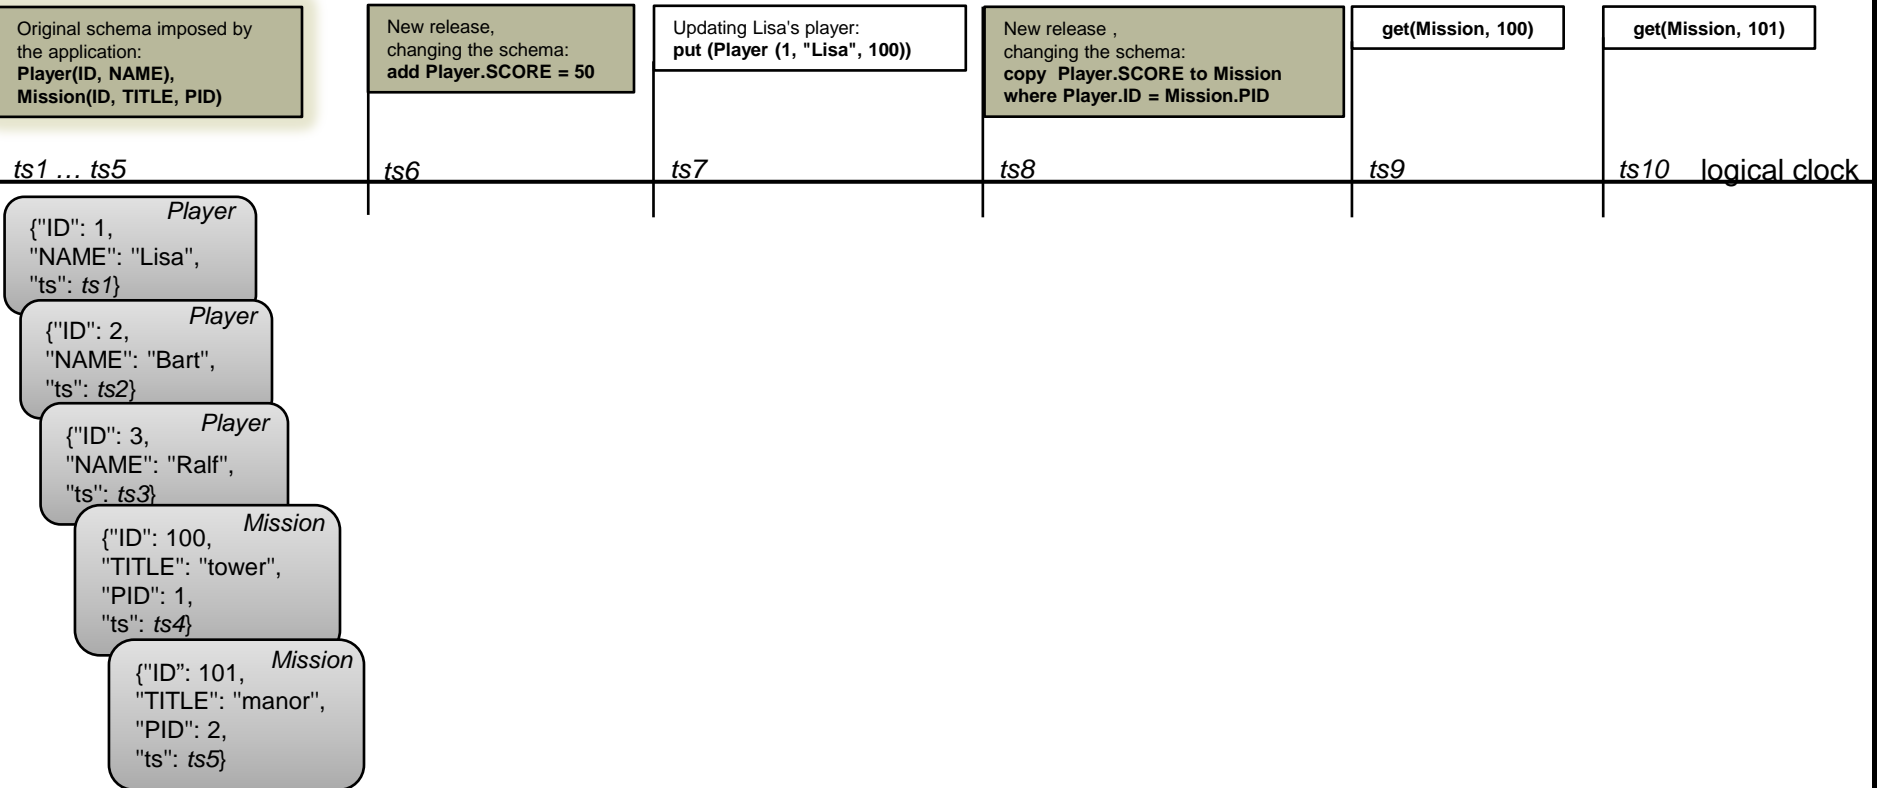 Original schema imposed by
the application:
Player(ID, NAME),
Mission(ID, TITLE, PID)
New release,
changing the schema:
add Player.SCORE = 50
Updating Lisa's player:
put (Player (1, "Lisa", 100))
New release ,
changing the schema:
copy  Player.SCORE to Mission
where Player.ID = Mission.PID
get(Mission, 100)
get(Mission, 101)
ts1 … ts5
ts6
ts7
ts8
ts9
ts10
logical clock
Player
{"ID": 1,
"NAME": "Lisa",
"ts": ts1}
Player
{"ID": 2,
"NAME": "Bart",
"ts": ts2}
Player
{"ID": 3,
"NAME": "Ralf",
"ts": ts3}
Mission
{"ID": 100,
"TITLE": "tower",
"PID": 1,
"ts": ts4}
Mission
{"ID”: 101,
"TITLE": "manor",
"PID": 2,
"ts": ts5}